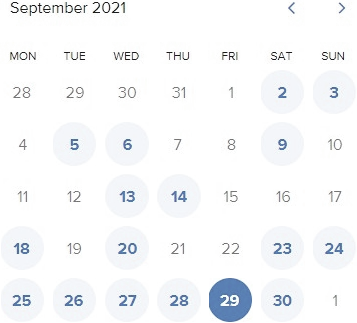 September 2021
MON TUE WED THU FRI SAT SUN
28 29 30 31 1 2 3
4 5 6 7 8 9 10
11 12 13 14 15 16 17
18 19 20 21 22 23 24
25 26 27 28 29 30 1